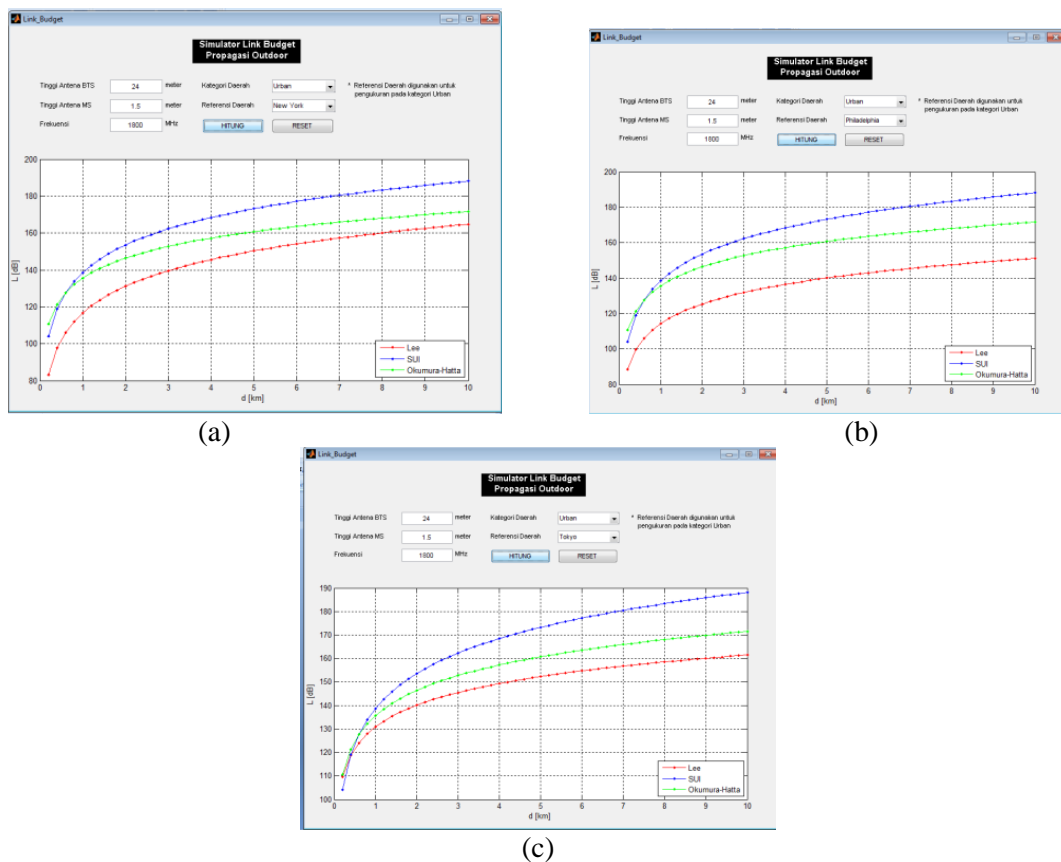 Link_Budget
Simulator Link Budget
Propagasi Outdoor
Tinggi Antena BTS 24 meter Kategori Daerah Urban * Referensi Daerah digunakan untuk
pengukuran pada kategori Urban
Tinggi Antena MS 1.5 meter Referensi Daerah New York
Frekuensi 1800 MHz HITUNG RESET
200
180
160
140
120
100
80
L [dB]
Lee
SUI
Okumura-Hatta
0 1 2 3 4 5 6 7 8 9 10
d [km]
(a)
Link_Budget
Simulator Link Budget
Propagasi Outdoor
Tinggi Antena BTS 24 meter Kategori Daerah Urban * Referensi Daerah digunakan untuk
pengukuran pada kategori Urban
Tinggi Antena MS 1.5 meter Referensi Daerah Philadelphia
Frekuensi 1800 MHz HITUNG RESET
200
180
160
140
120
100
80
L [dB]
Lee
SUI
Okumura-Hatta
0 1 2 3 4 5 6 7 8 9 10
d [km]
(b)
Link_Budget
Simulator Link Budget
Propagasi Outdoor
Tinggi Antena BTS 24 meter Kategori Daerah Urban * Referensi Daerah digunakan untuk
pengukuran pada kategori Urban
Tinggi Antena MS 1.5 meter Referensi Daerah Tokyo
Frekuensi 1800 MHz HITUNG RESET
190
180
170
160
150
140
130
120
110
100
L [dB]
Lee
SUI
Okumura-Hatta
0 1 2 3 4 5 6 7 8 9 10
d [km]
(c)